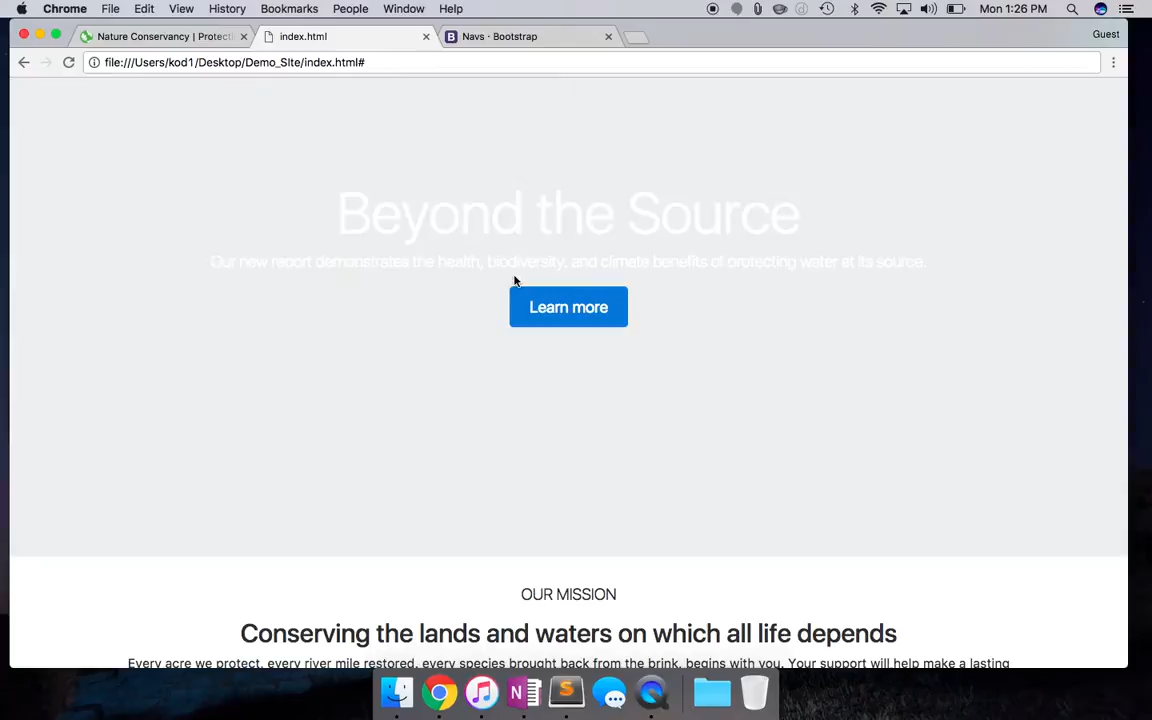 Chrome File Edit View History Bookmarks People Window Help Mon 1:26 PM
Nature Conservancy | Protecti
index.html
Navs · Bootstrap
Guest
file:///Users/kod1/Desktop/Demo_SIte/index.html#
Beyond the Source
Our new report demonstrates the health, biodiversity, and climate benefits of protecting water at its source.
Learn more
OUR MISSION
Conserving the lands and waters on which all life depends
Every acre we protect, every river mile restored, every species brought back from the brink, begins with you. Your support will help make a lasting